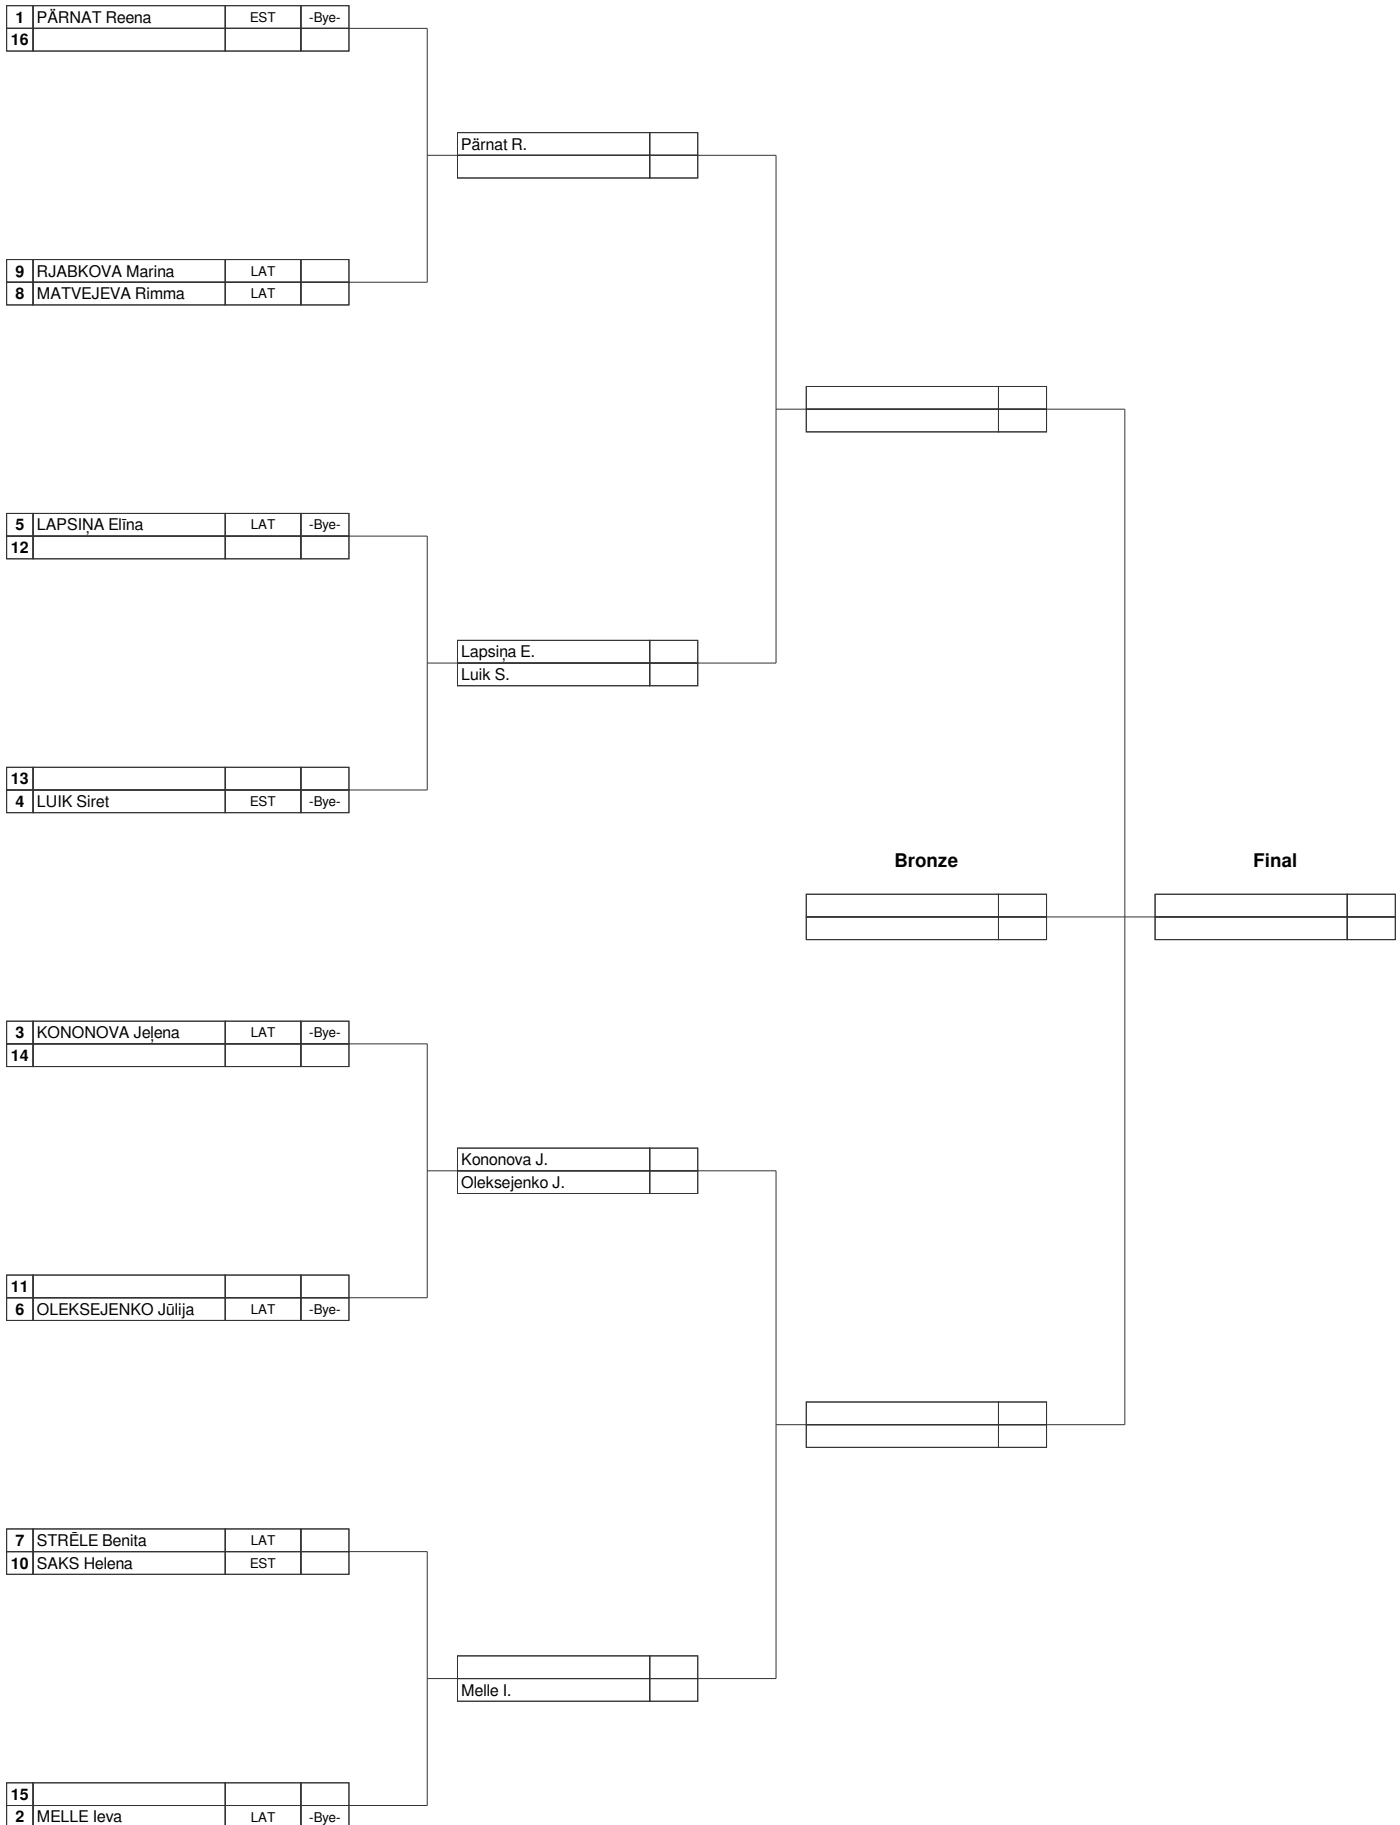 1 PÄRNAT Reena EST -Bye-
16
Pärnat R.
9 RJABKOVA Marina LAT
8 MATVEJEVA Rimma LAT
5 LAPSIŅA Elīna LAT -Bye-
12
Lapsiņa E.
Luik S.
13
4 LUIK Siret EST -Bye-
Bronze Final
3 KONONOVA Jeļena LAT -Bye-
14
Kononova J.
Oleksejenko J.
11
6 OLEKSEJENKO Jūlija LAT -Bye-
7 STRĒLE Benita LAT
10 SAKS Helena EST
Melle I.
15
2 MELLE Ieva LAT -Bye-